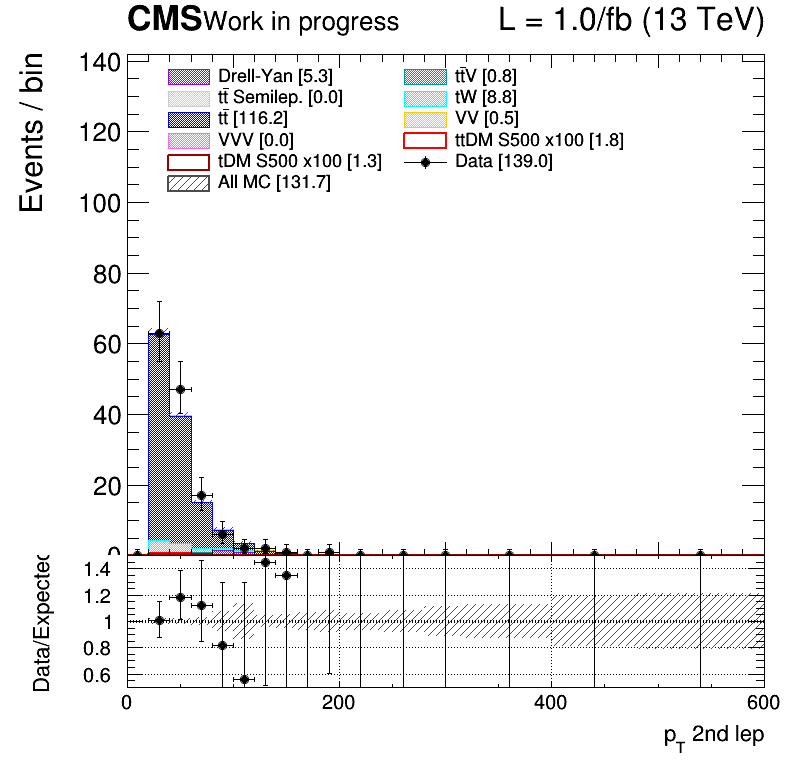 CMS Work in progress L = 1.0/fb (13 TeV)
Events / bin
140
120
100
80
60
40
20
0
Drell-Yan [5.3]
tt̄ Semilep. [0.0]
tt̄ [116.2]
VVV [0.0]
tDM S500 x100 [1.3]
All MC [131.7]
tt̄V [0.8]
tW [8.8]
VV [0.5]
ttDM S500 x100 [1.8]
Data [139.0]
Data/Expected
1.4
1.2
1
0.8
0.6
0 200 400 600
pT 2nd lep